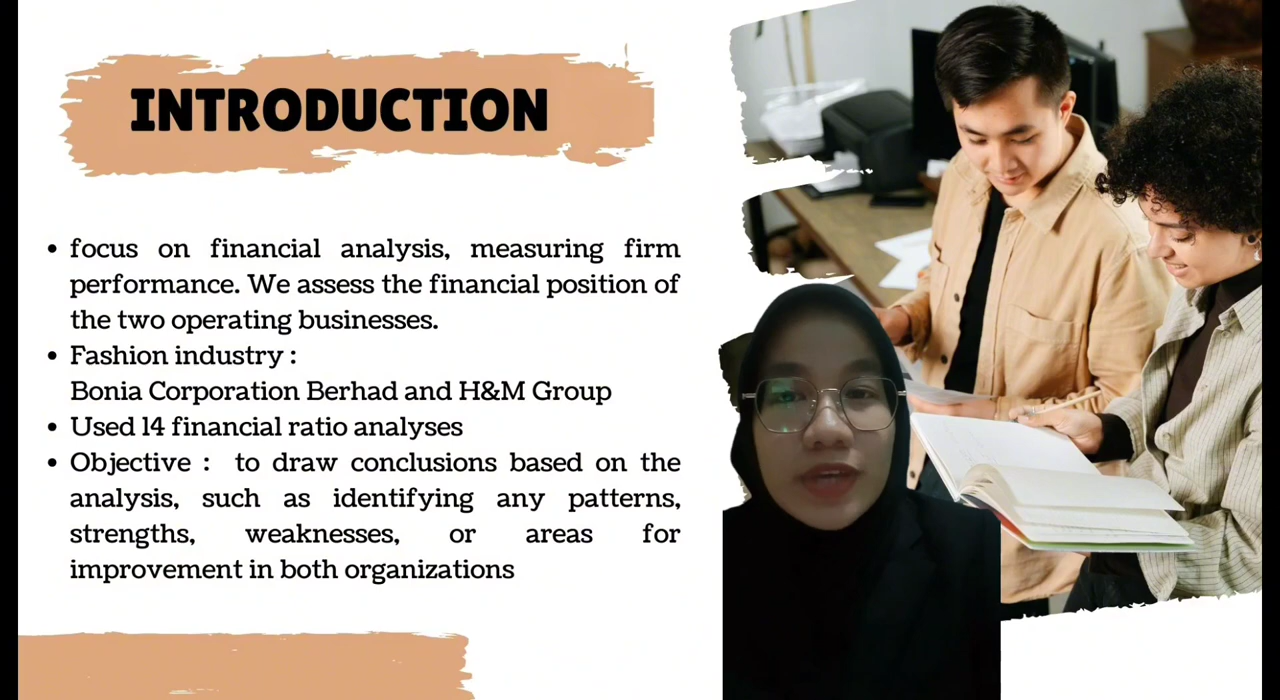 INTRODUCTION
• focus on financial analysis, measuring firm
performance. We assess the financial position of
the two operating businesses.
• Fashion industry :
Bonia Corporation Berhad and H&M Group
• Used 14 financial ratio analyses
• Objective : to draw conclusions based on the
analysis, such as identifying any patterns,
strengths, weaknesses, or areas for
improvement in both organizations